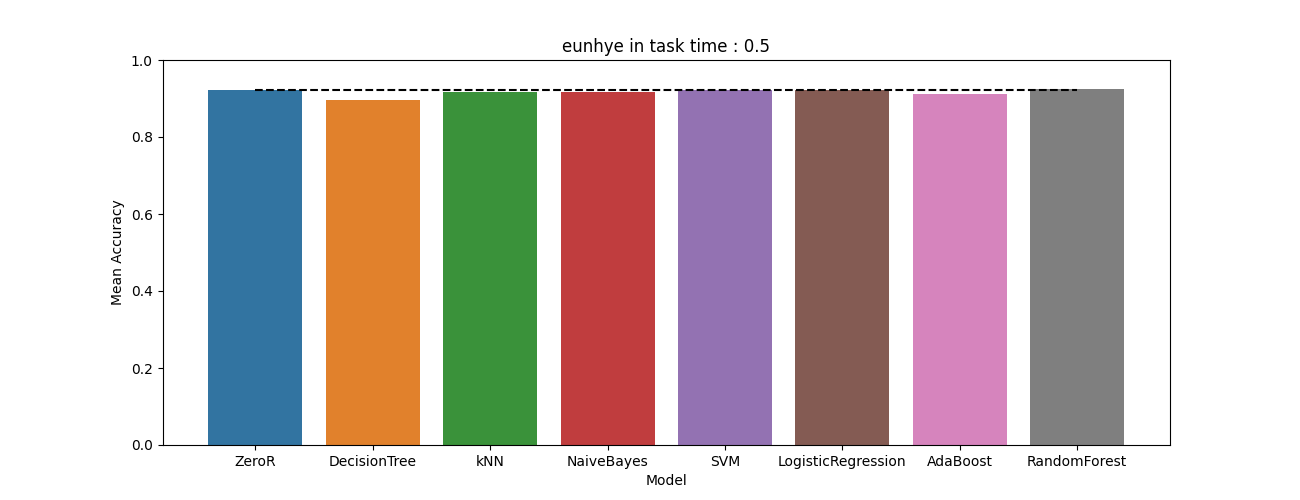 eunhye in task time : 0.5
1.0
0.8
0.6
0.4
0.2
0.0
Mean Accuracy
ZeroR DecisionTree kNN NaiveBayes SVM LogisticRegression AdaBoost RandomForest
Model